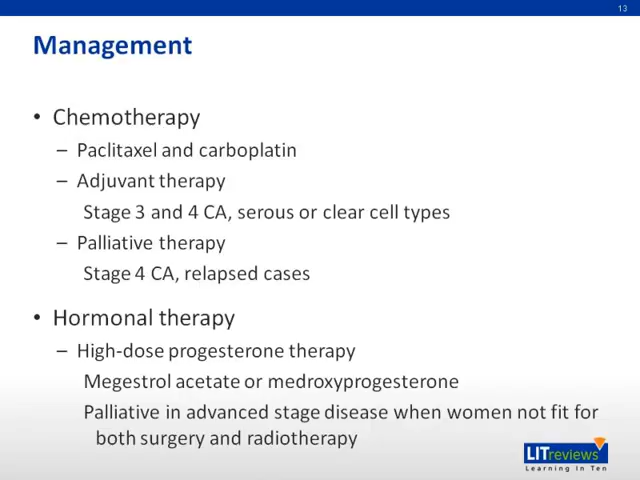 13
Management
• Chemotherapy
– Paclitaxel and carboplatin
– Adjuvant therapy
Stage 3 and 4 CA, serous or clear cell types
– Palliative therapy
Stage 4 CA, relapsed cases
• Hormonal therapy
– High-dose progesterone therapy
Megestrol acetate or medroxyprogesterone
Palliative in advanced stage disease when women not fit for
both surgery and radiotherapy
LITreviews
Learning In Ten